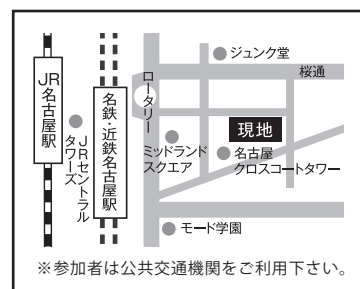 ジュンク堂
桜通
JR
名古屋駅
JRセントラル
タワーズ
名鉄・近鉄名古屋駅
ロータリー
ミッドランド
スクエア
現地
名古屋
クロスコートタワー
モード学園
※参加者は公共交通機関をご利用下さい。